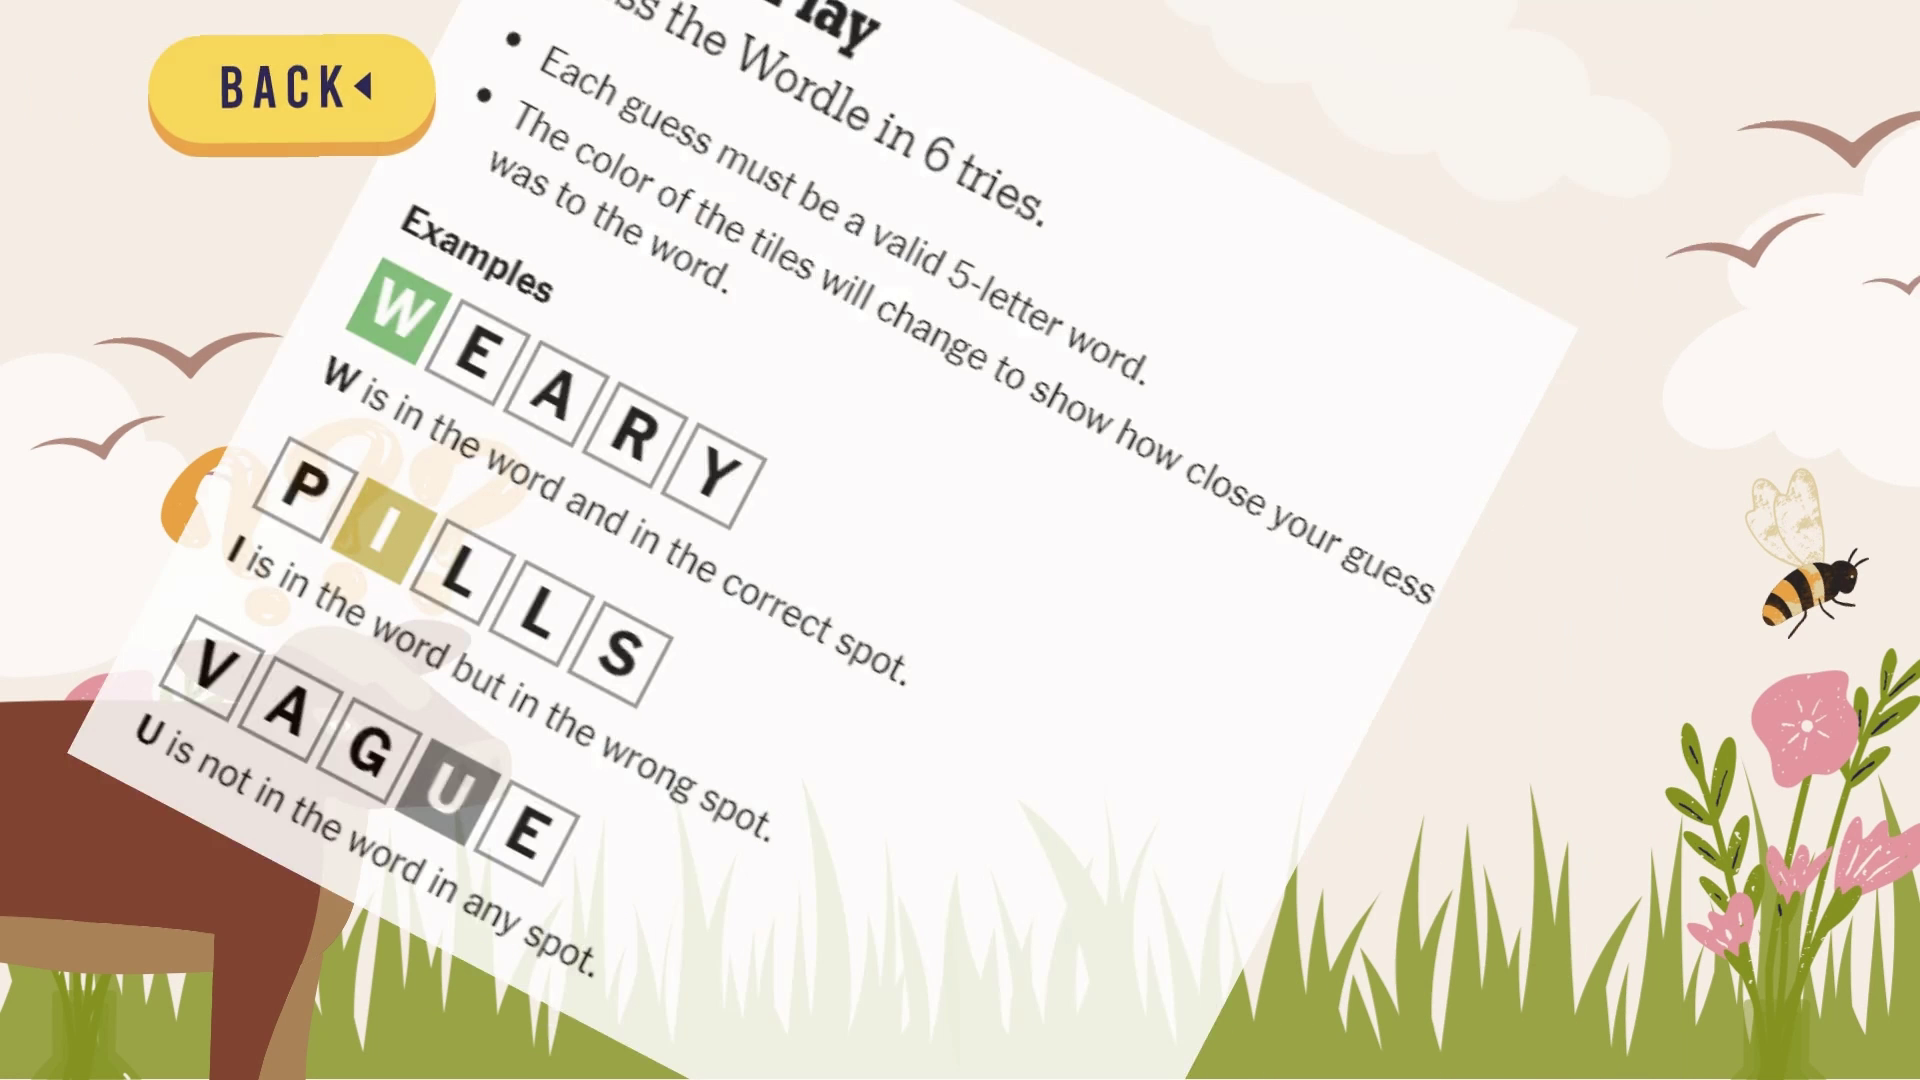 BACK
lay
ss the Wordle in 6 tries.
• Each guess must be a valid 5-letter word.
• The color of the tiles will change to show how close your guess
was to the word.
Examples
WEARY
W is in the word and in the correct spot.
PILLS
I is in the word but in the wrong spot.
VAGUE
U is not in the word in any spot.